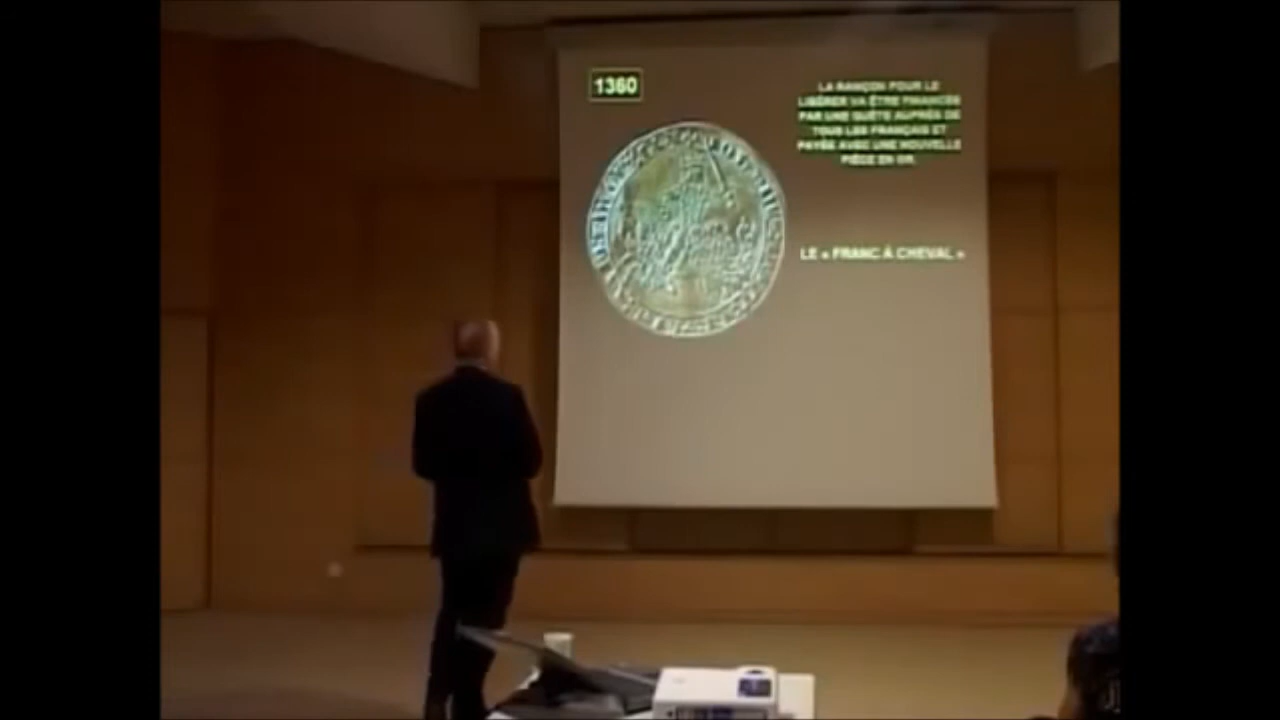 1360
LA RANÇON POUR LE
LIBÉRER VA ÊTRE FINANCÉE
PAR UNE QUÊTE AUPRÈS DE
TOUS LES FRANÇAIS ET
PAYÉE AVEC UNE NOUVELLE
PIÈCE EN OR.
LE « FRANC À CHEVAL »